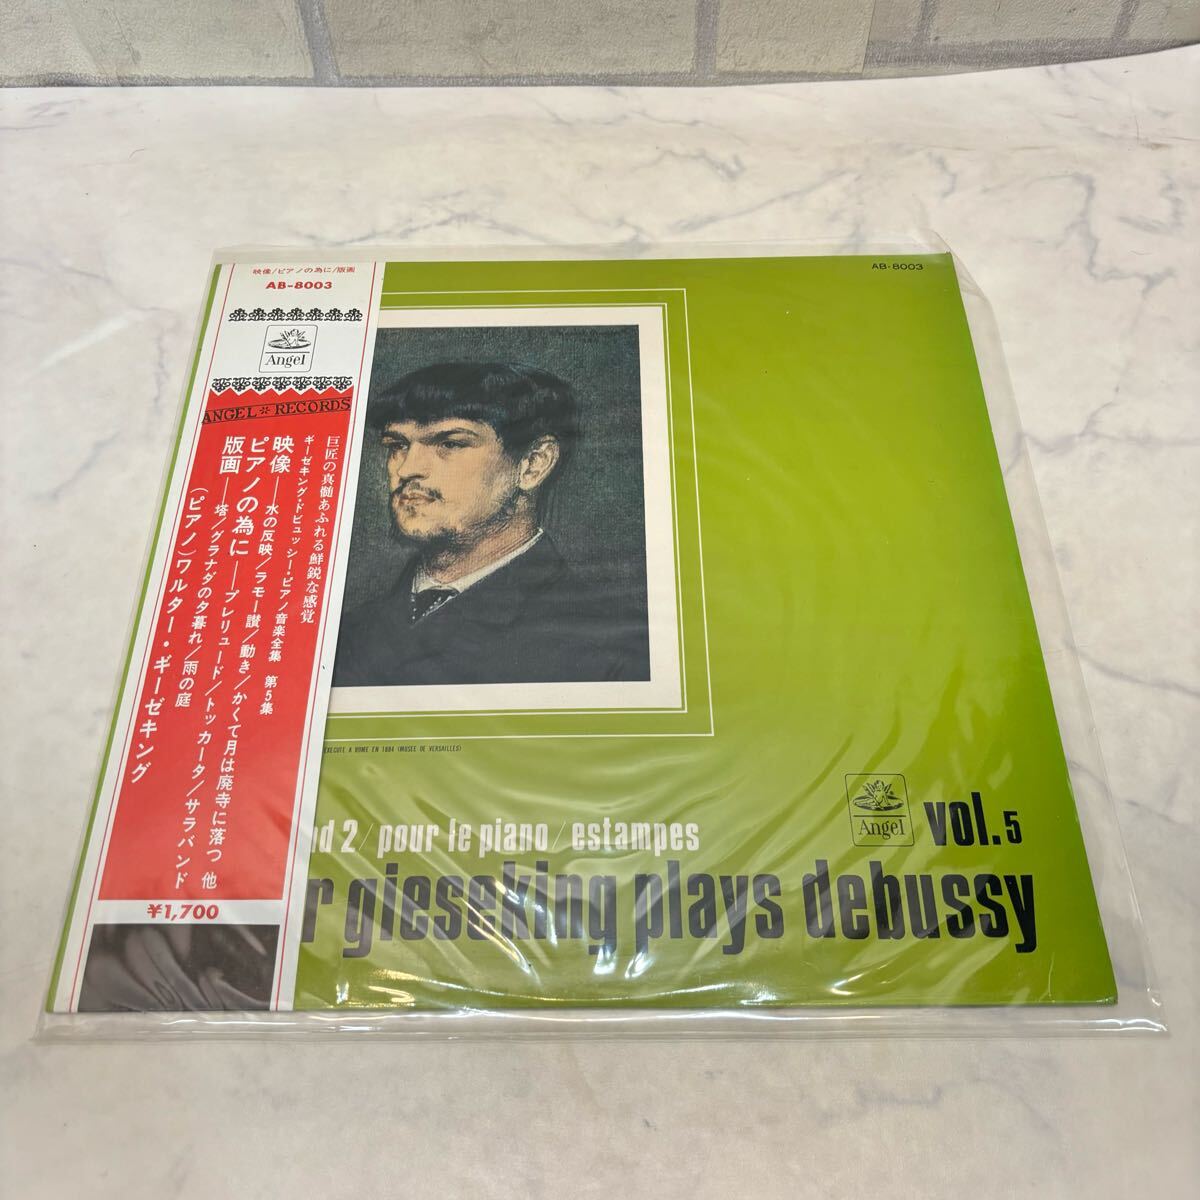 映像/ピアノの為に/版画
AB-8003
Angel
ANGEL*RECORDS
巨匠の真髄あふれる鮮鋭な感覚
ギーゼキング・ドビュッシー・ピアノ音楽全集 第5集
映像――水の反映/ラモー讃/動き/かくて月は廃寺に落つ 他
ピアノの為に――プレリュード/トッカータ/サラバンド
版画――塔/グラナダの夕暮れ/雨の庭
(ピアノ)ワルター・ギーゼキング
¥1,700
AB-8003
EXECUTE A ROME EN 1884 (MUSEE DE VERSAILLES)
Angel
vol.5
nd 2/pour le piano/estampes
r gieseking plays debussy